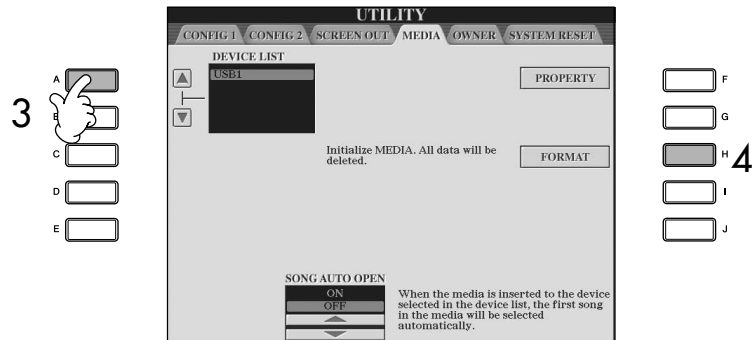 UTILITY
CONFIG 1 CONFIG 2 SCREEN OUT MEDIA OWNER SYSTEM RESET
DEVICE LIST
USB1
PROPERTY
Initialize MEDIA. All data will be
deleted.
FORMAT
SONG AUTO OPEN
ON
OFF
When the media is inserted to the device
selected in the device list, the first song
in the media will be selected
automatically.
3
A
B
C
D
E
F
G
H
4
I
J